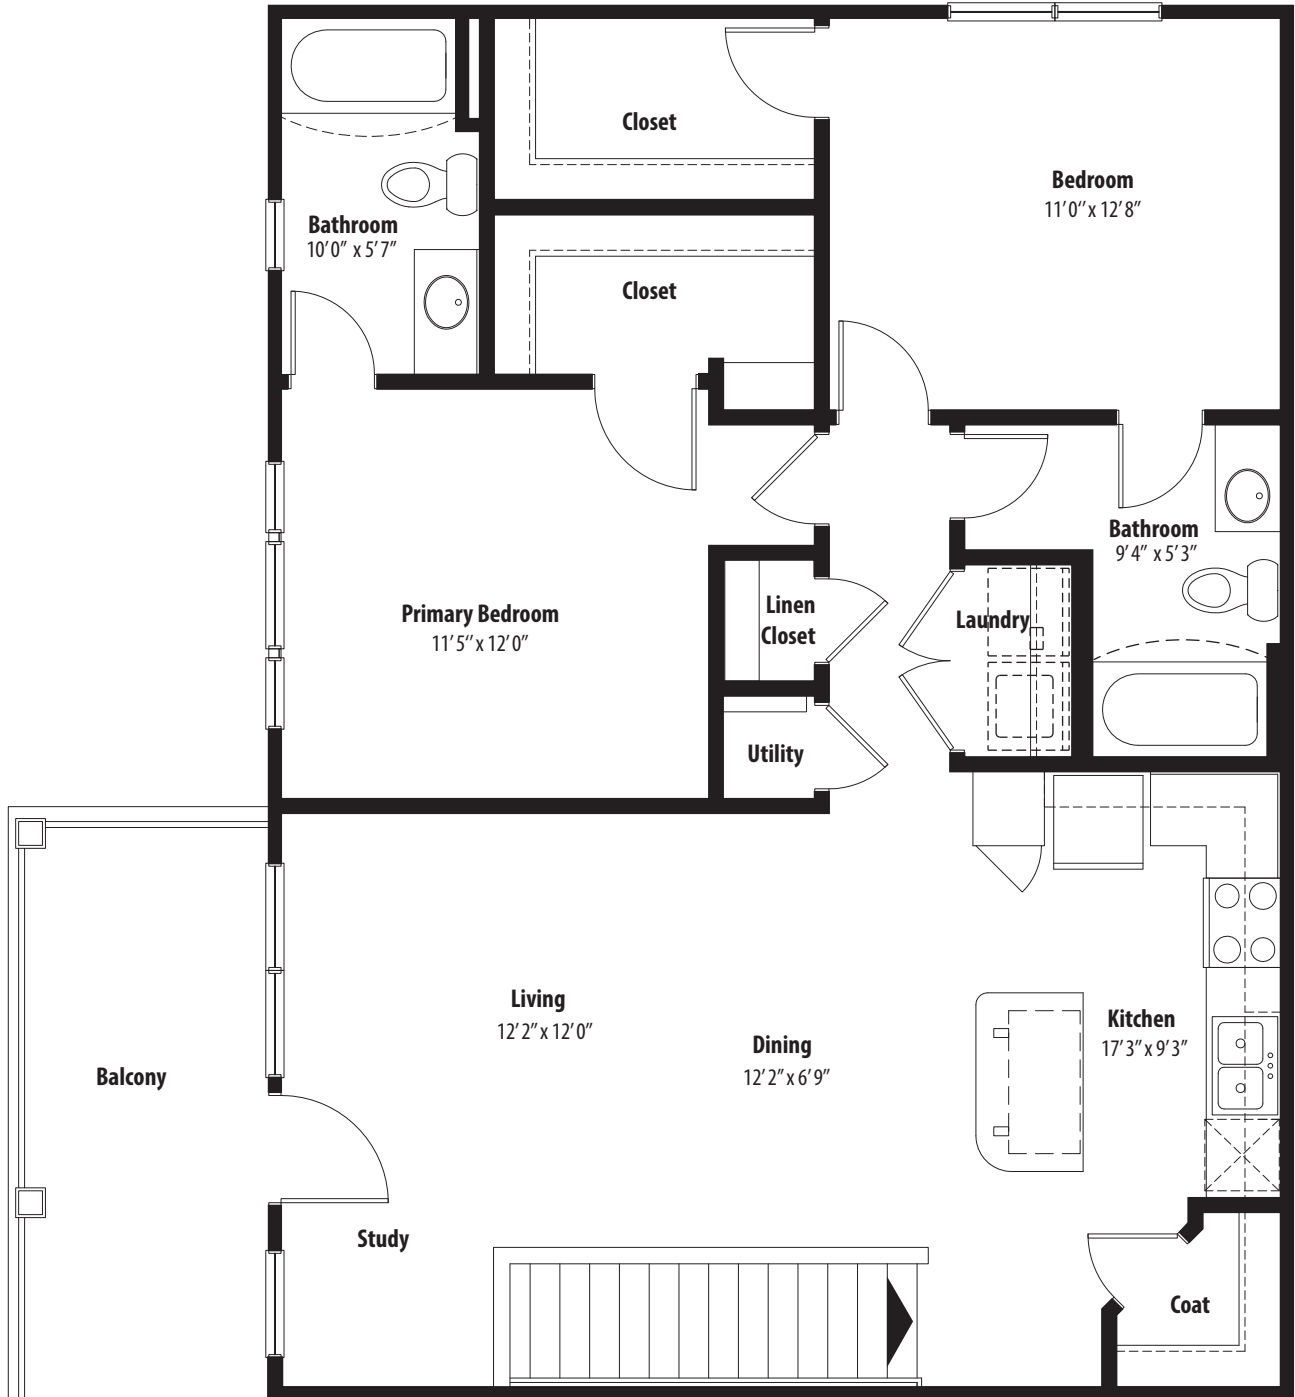 Closet
Bedroom
11'0" x 12'8"
Bathroom
10'0" x 5'7"
Closet
Bathroom
9'4" x 5'3"
Primary Bedroom
11'5" x 12'0"
Linen
Closet
Laundry
Utility
Living
12'2" x 12'0"
Dining
12'2" x 6'9"
Kitchen
17'3" x 9'3"
Balcony
Study
Coat